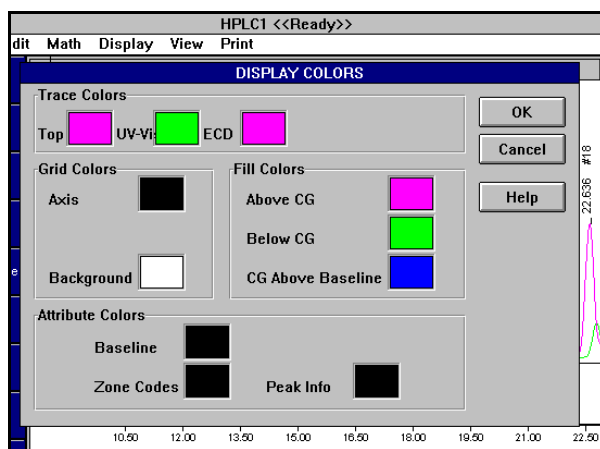 HPLC1 <<Ready>>
dit Math Display View Print
DISPLAY COLORS
Trace Colors
Top UV-Vis ECD
OK
Cancel
Help
Grid Colors
Axis
Background
Fill Colors
Above CG
Below CG
CG Above Baseline
Attribute Colors
Baseline
Zone Codes Peak Info
22.636 #18
e
10.50 12.00 13.50 15.00 16.50 18.00 19.50 21.00 22.50